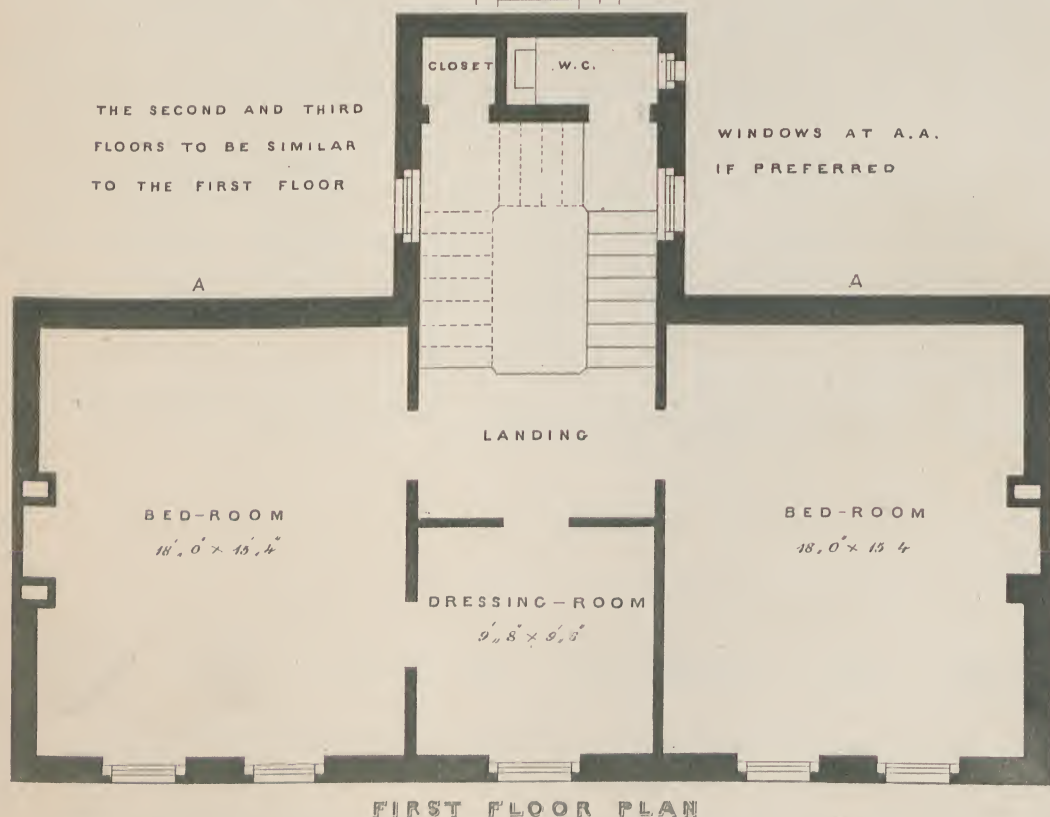 CLOSET
W.C.
THE SECOND AND THIRD
FLOORS TO BE SIMILAR
TO THE FIRST FLOOR
WINDOWS AT A.A.
IF PREFERRED
A
A
LANDING
BED-ROOM
18', 0" × 15', 4"
BED-ROOM
18, 0" × 15 4
DRESSING-ROOM
9',, 8" × 9', 6"
FIRST FLOOR PLAN